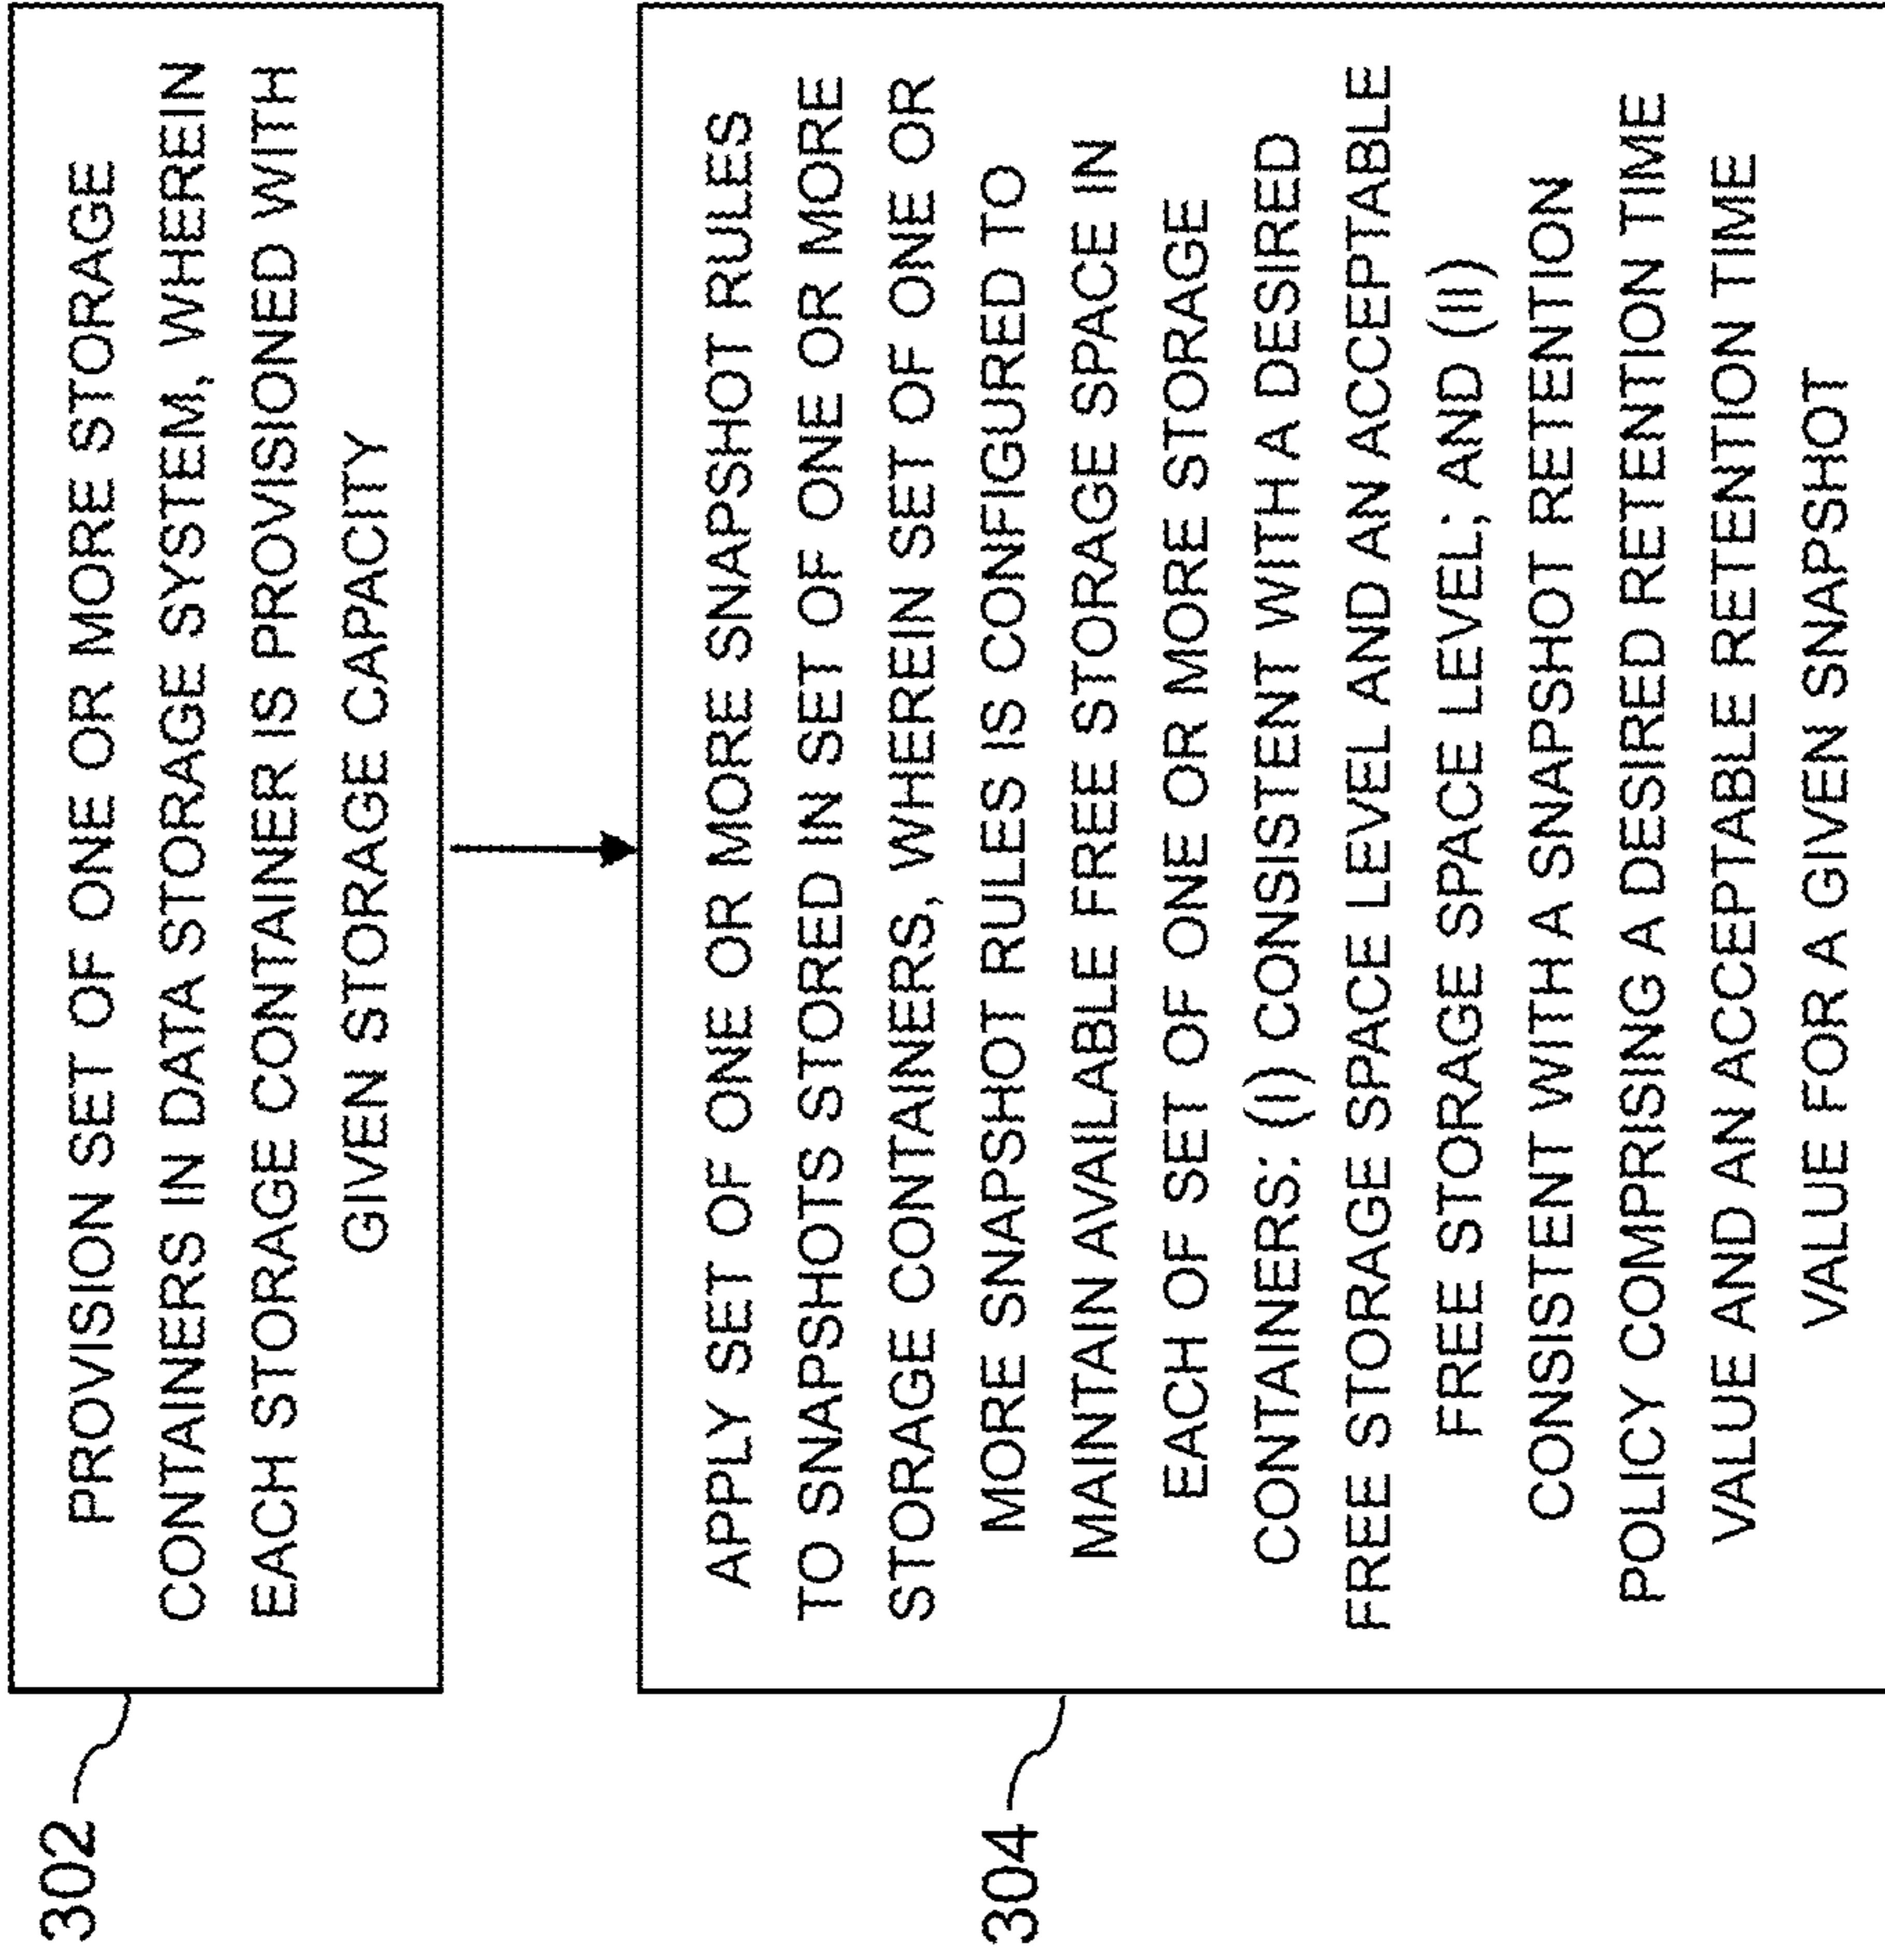 302
PROVISION SET OF ONE OR MORE STORAGE
CONTAINERS IN DATA STORAGE SYSTEM, WHEREIN
EACH STORAGE CONTAINER IS PROVISIONED WITH
GIVEN STORAGE CAPACITY
304
APPLY SET OF ONE OR MORE SNAPSHOT RULES
TO SNAPSHOTS STORED IN SET OF ONE OR MORE
STORAGE CONTAINERS, WHEREIN SET OF ONE OR
MORE SNAPSHOT RULES IS CONFIGURED TO
MAINTAIN AVAILABLE FREE STORAGE SPACE IN
EACH OF SET OF ONE OR MORE STORAGE
CONTAINERS: (I) CONSISTENT WITH A DESIRED
FREE STORAGE SPACE LEVEL AND AN ACCEPTABLE
FREE STORAGE SPACE LEVEL; AND (II)
CONSISTENT WITH A SNAPSHOT RETENTION
POLICY COMPRISING A DESIRED RETENTION TIME
VALUE AND AN ACCEPTABLE RETENTION TIME
VALUE FOR A GIVEN SNAPSHOT